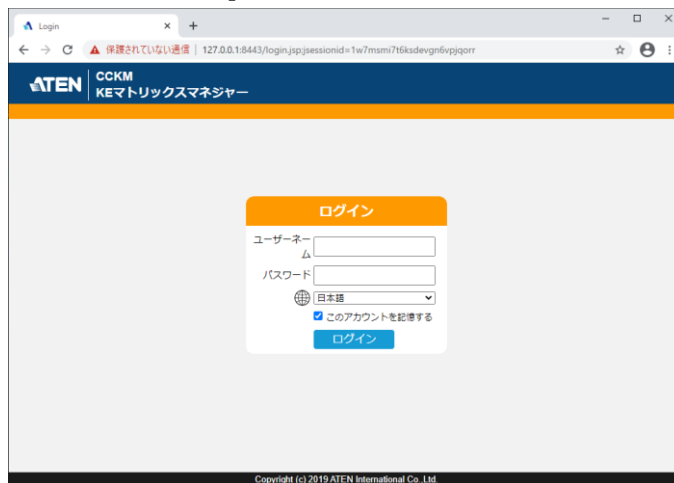 Login
保護されていない通信 | 127.0.0.1:8443/login.jsp;jsessionid=1w7msmi7t6ksdevgn6vpjqorr
ATEN
CCKM
KEマトリックスマネジャー
ログイン
ユーザーネー
ム
パスワード
日本語
このアカウントを記憶する
ログイン
Copyright (c) 2019 ATEN International Co.,Ltd.